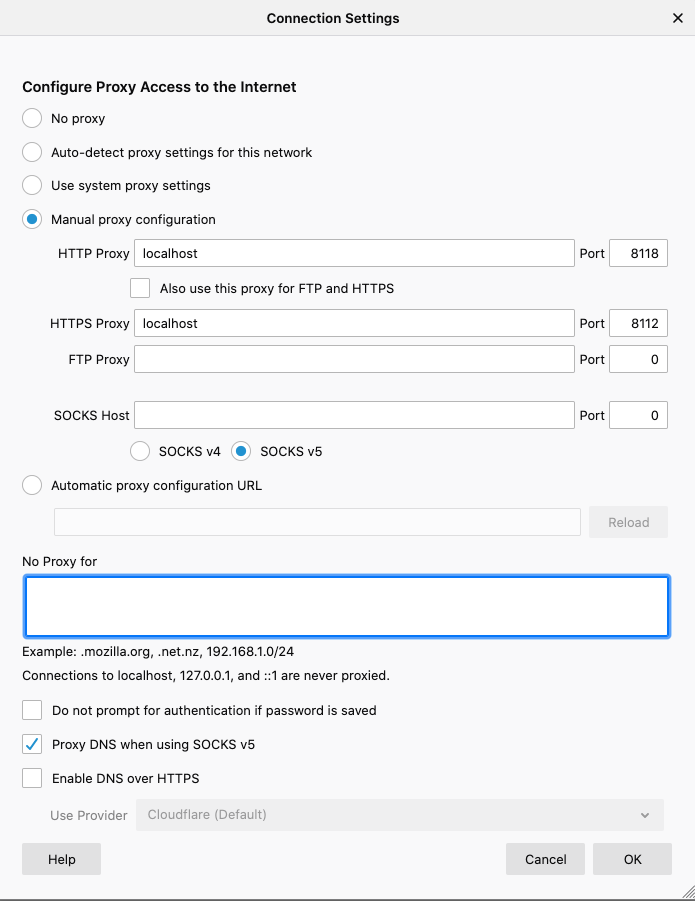 Connection Settings
Configure Proxy Access to the Internet
No proxy
Auto-detect proxy settings for this network
Use system proxy settings
Manual proxy configuration
HTTP Proxy localhost Port 8118
Also use this proxy for FTP and HTTPS
HTTPS Proxy localhost Port 8112
FTP Proxy Port 0
SOCKS Host Port 0
SOCKS v4 SOCKS v5
Automatic proxy configuration URL
Reload
No Proxy for
Example: .mozilla.org, .net.nz, 192.168.1.0/24
Connections to localhost, 127.0.0.1, and ::1 are never proxied.
Do not prompt for authentication if password is saved
Proxy DNS when using SOCKS v5
Enable DNS over HTTPS
Use Provider Cloudflare (Default)
Help Cancel OK